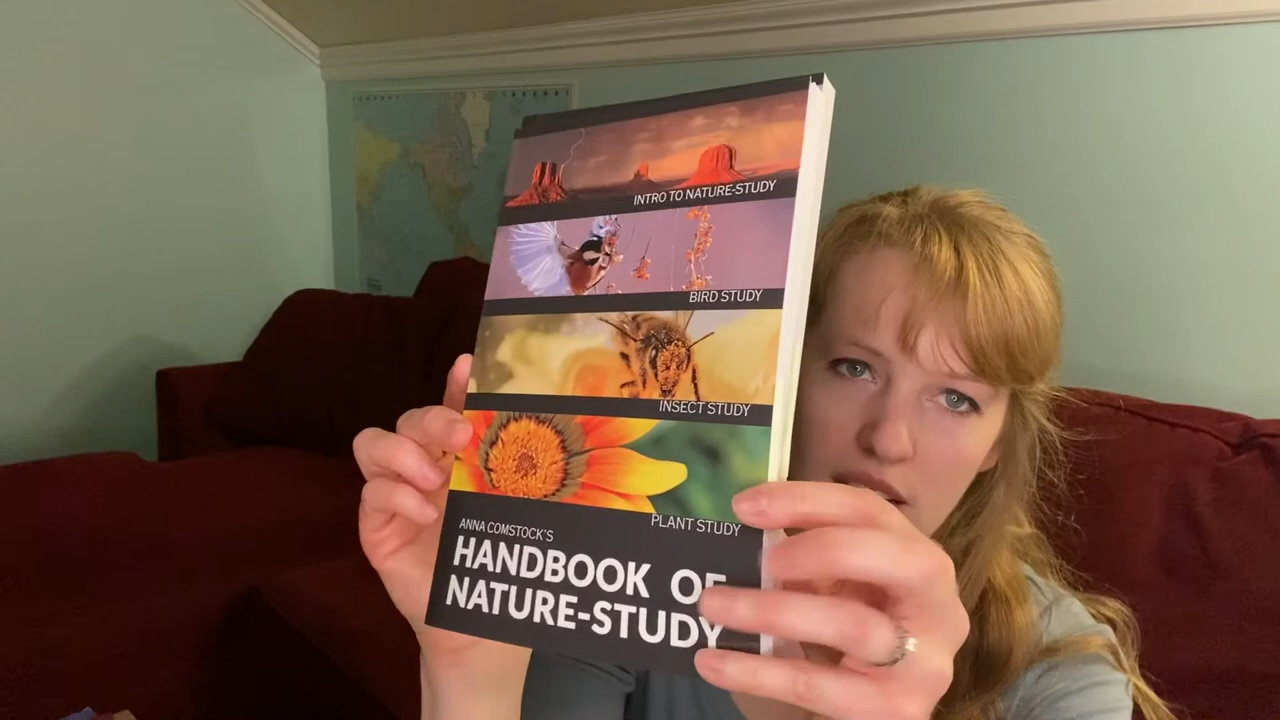 INTRO TO NATURE-STUDY
BIRD STUDY
INSECT STUDY
PLANT STUDY
ANNA COMSTOCK'S
HANDBOOK OF
NATURE-STUDY